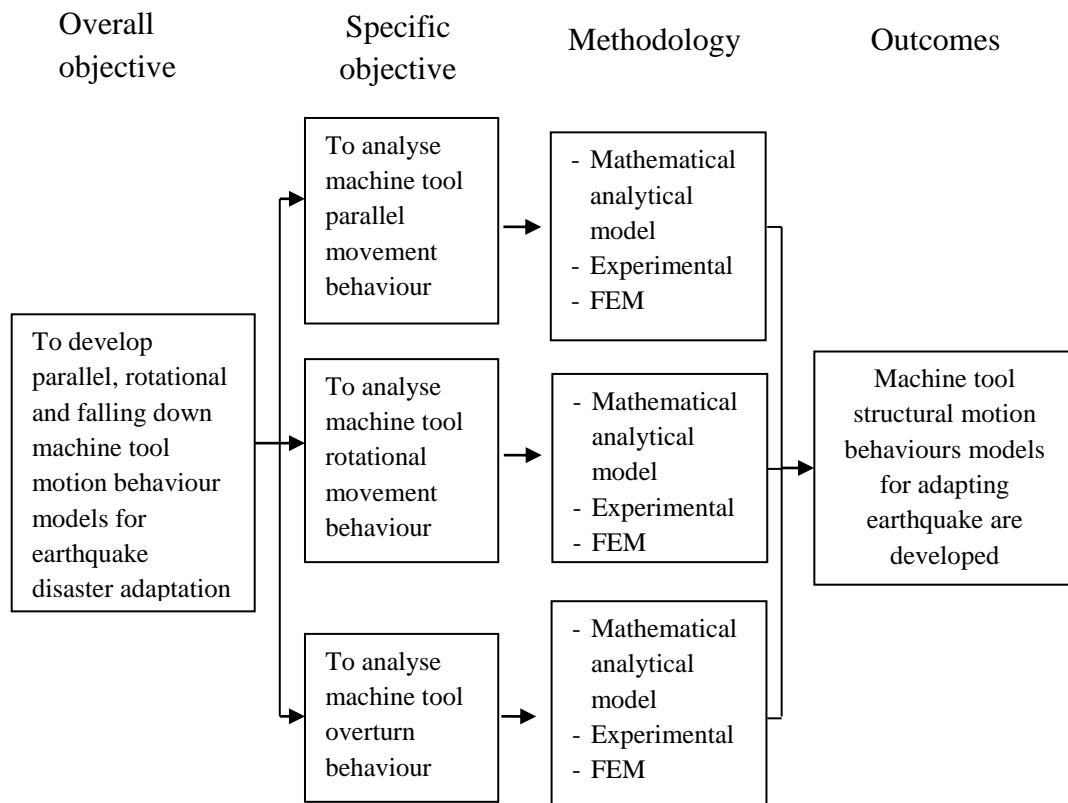 Overall
objective
Specific
objective
Methodology
Outcomes
To develop
parallel, rotational
and falling down
machine tool
motion behaviour
models for
earthquake
disaster adaptation
To analyse
machine tool
parallel
movement
behaviour
- Mathematical
analytical
model
- Experimental
- FEM
To analyse
machine tool
rotational
movement
behaviour
- Mathematical
analytical
model
- Experimental
- FEM
To analyse
machine tool
overturn
behaviour
- Mathematical
analytical
model
- Experimental
- FEM
Machine tool
structural motion
behaviours models
for adapting
earthquake are
developed